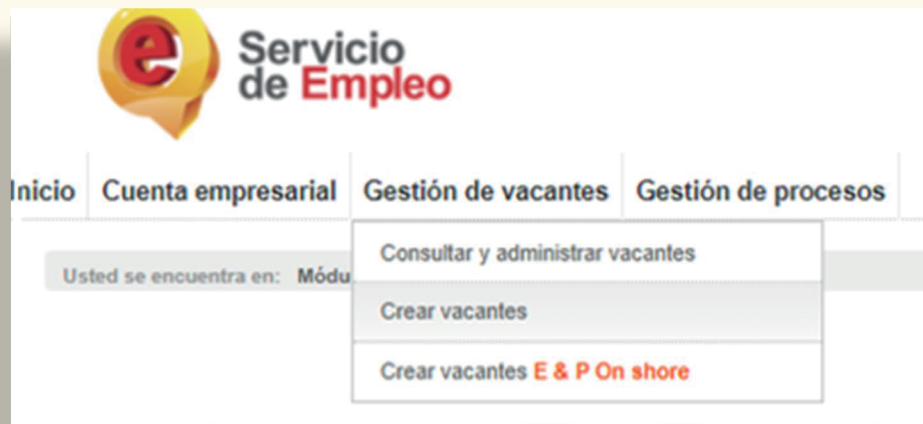 e
Servicio
de Empleo
Inicio Cuenta empresarial Gestión de vacantes Gestión de procesos
Usted se encuentra en: Módu
Consultar y administrar vacantes
Crear vacantes
Crear vacantes E & P On shore